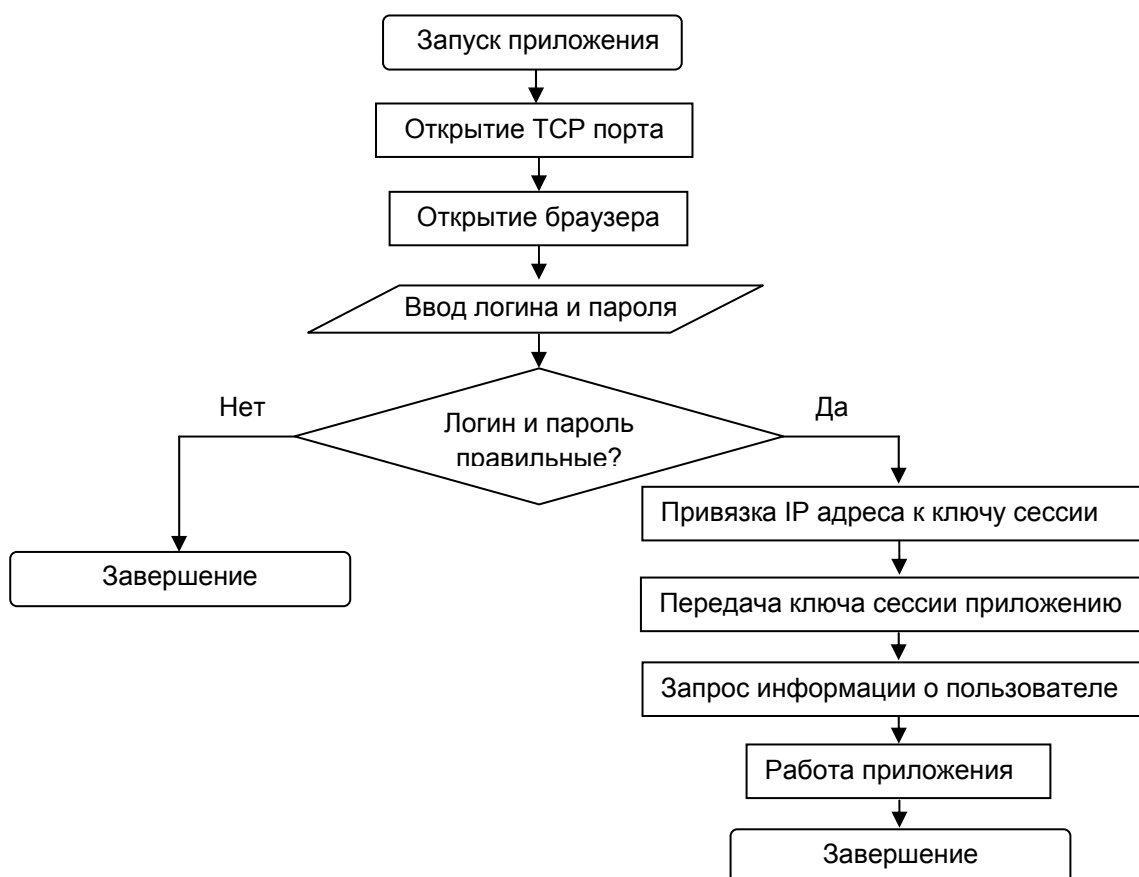 Запуск приложения
Открытие TCP порта
Открытие браузера
Ввод логина и пароля
Нет
Да
Логин и пароль
правильные?
Привязка IP адреса к ключу сессии
Завершение
Передача ключа сессии приложению
Запрос информации о пользователе
Работа приложения
Завершение